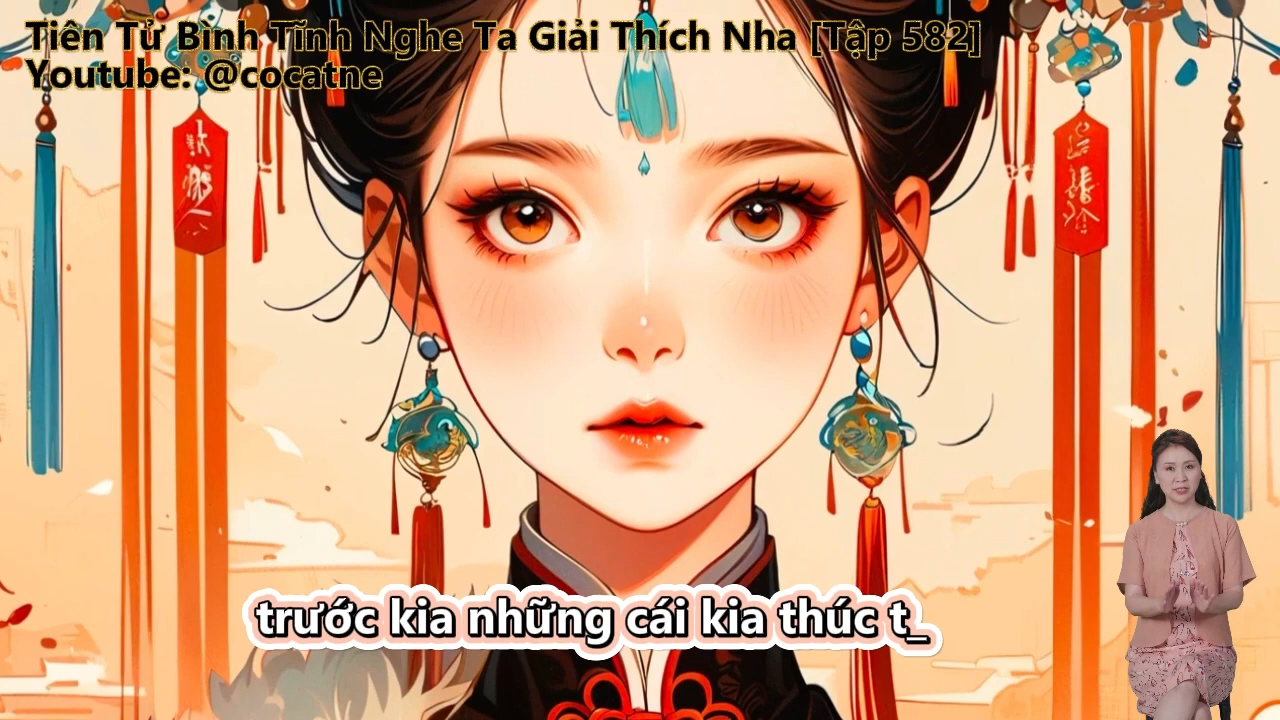 Tiên Tử Bình Tĩnh Nghe Ta Giải Thích Nha [Tập 582]
Youtube: @cocatne
trước kia những cái kia thúc t_